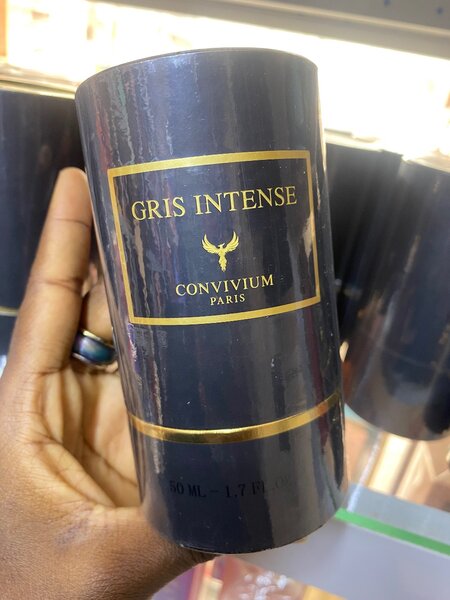 GRIS INTENSE
CONVIVIUM
PARIS
50 ML - 1.7 FL.OZ